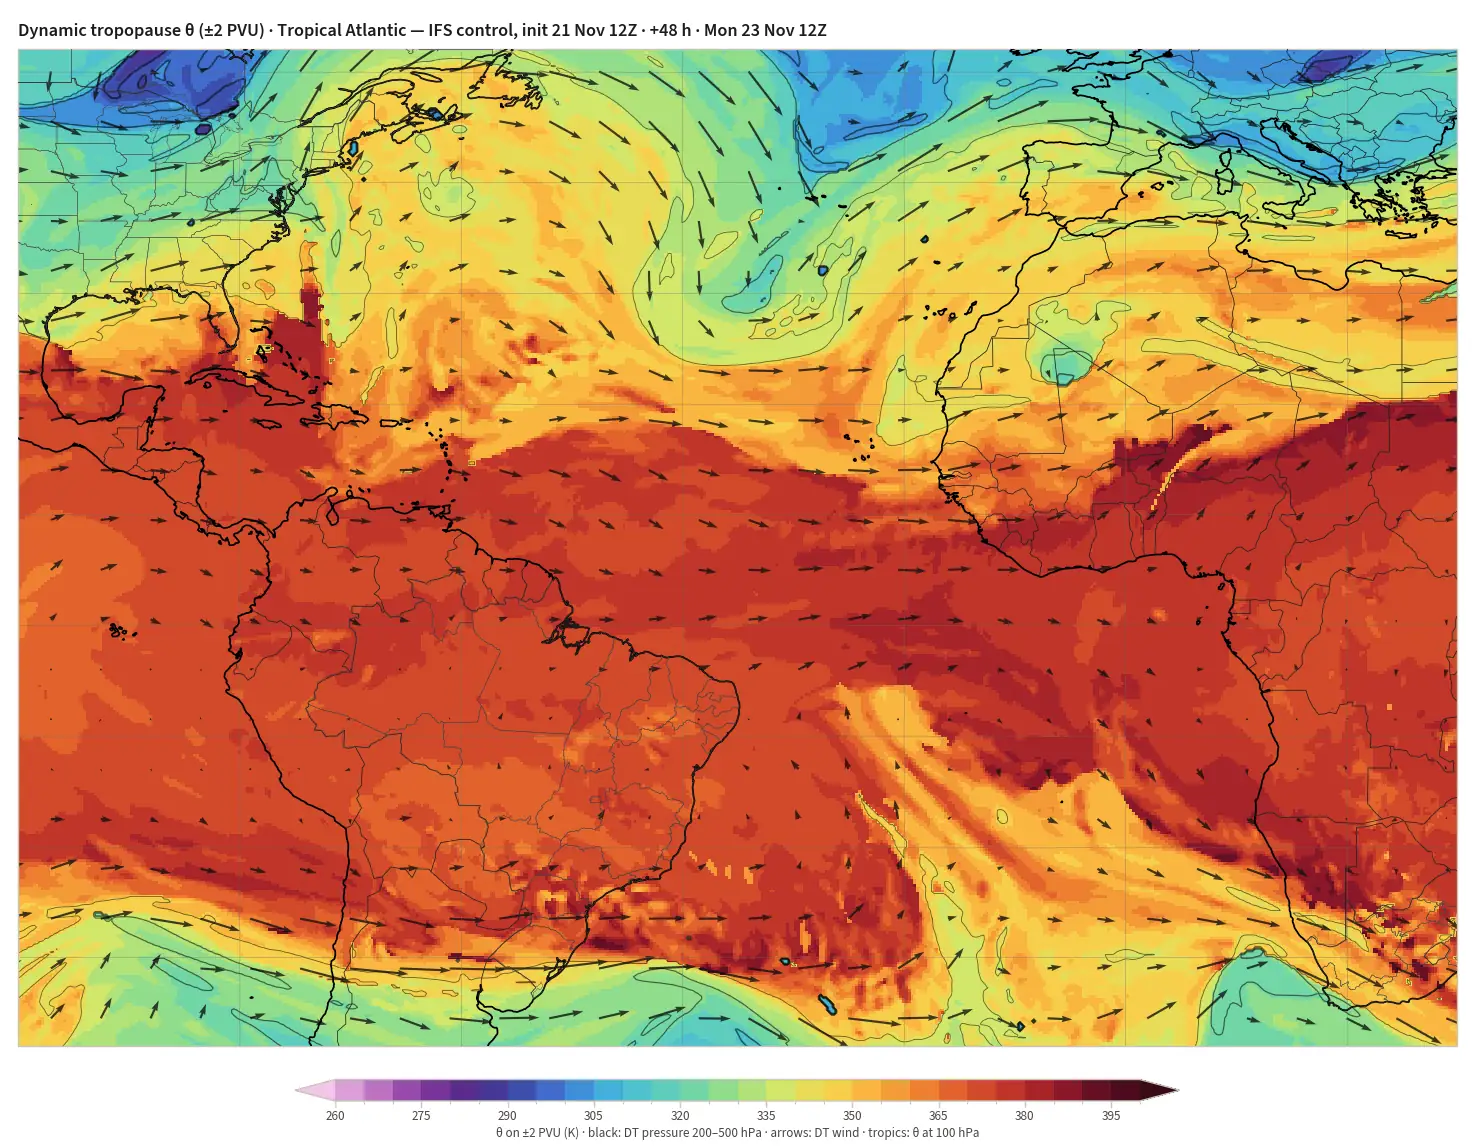 Dynamic tropopause θ (±2 PVU) · Tropical Atlantic — IFS control, init 21 Nov 12Z · +48 h · Mon 23 Nov 12Z
260 275 290 305 320 335 350 365 380 395
θ on ±2 PVU (K) · black: DT pressure 200–500 hPa · arrows: DT wind · tropics: θ at 100 hPa